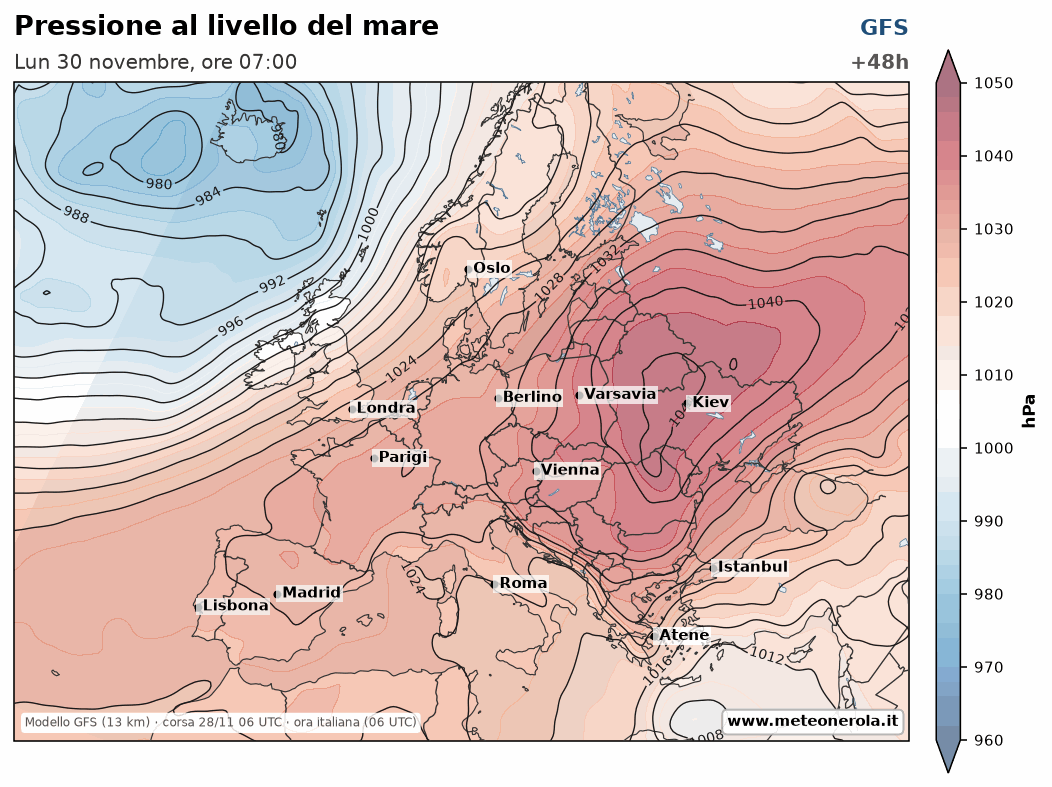 Pressione al livello del mare
GFS
Lun 30 novembre, ore 07:00
+48h
1050
1040
1030
1020
1010
1000
990
980
970
960
hPa
980
980
984
988
992
996
1000
1024
1028
1032
1040
0
1024
1016
1012
1008
Oslo
Berlino
Varsavia
Kiev
Londra
Parigi
Vienna
Istanbul
Roma
Madrid
Lisbona
Atene
Modello GFS (13 km) · corsa 28/11 06 UTC · ora italiana (06 UTC)
www.meteonerola.it